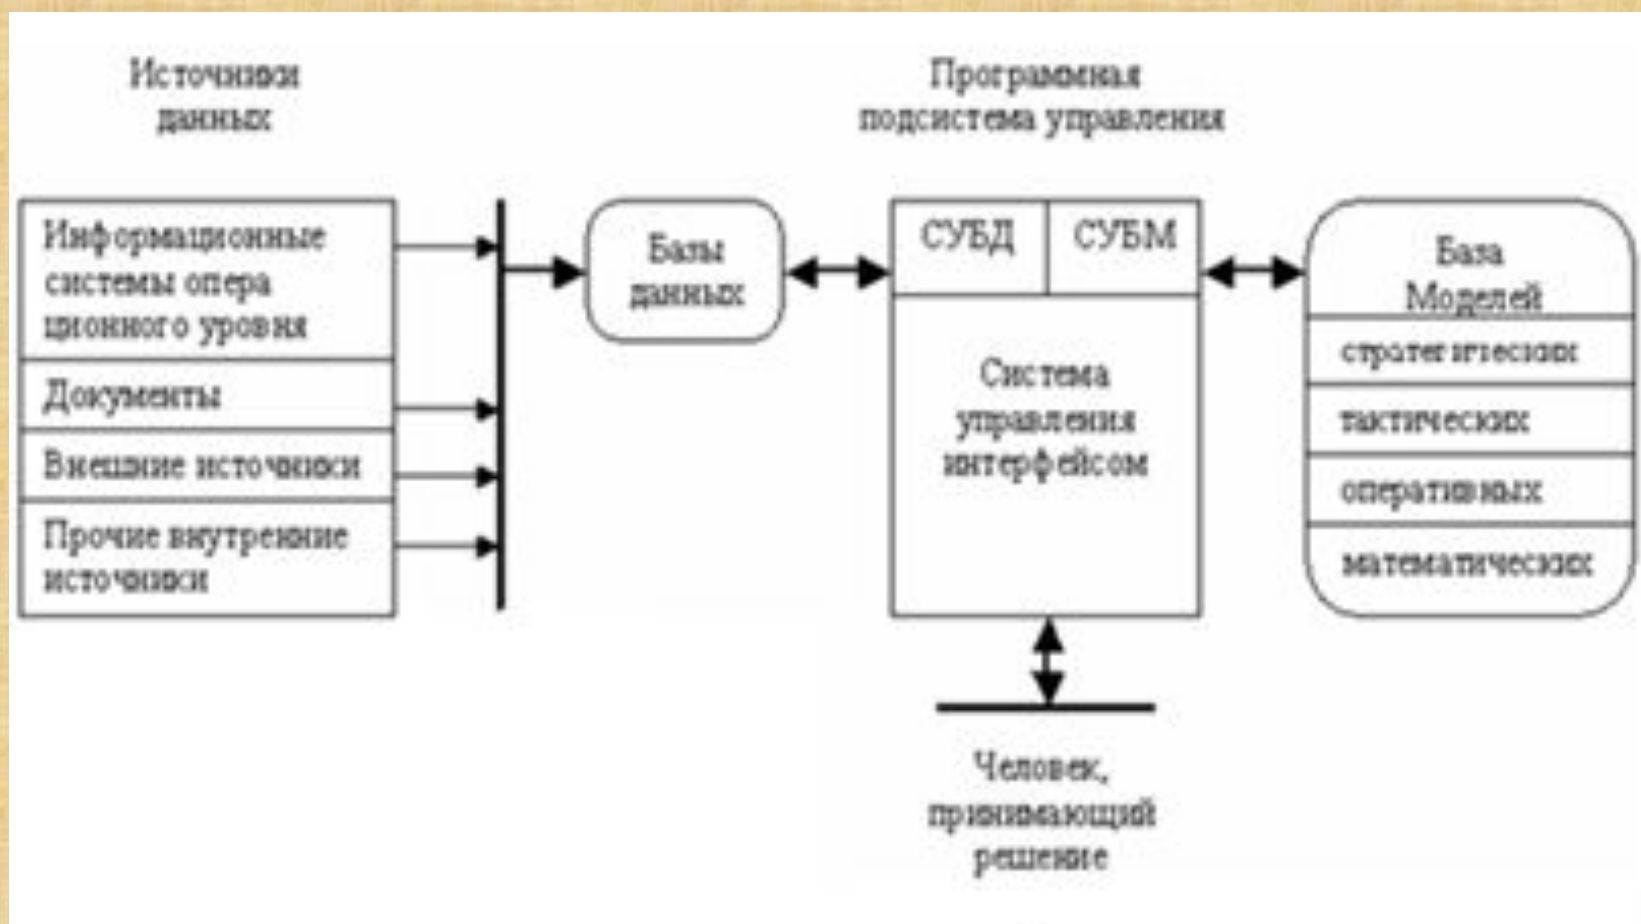 Источники
данных
Программная
подсистема управления
Информационные
системы опера
ционного уровня
Документы
Внешние источники
Прочие внутренние
источники
Базы
данных
СУБД
СУБМ
Система
управления
интерфейсом
База
Моделей
стратегических
тактических
оперативных
математических
Человек,
принимающий
решение